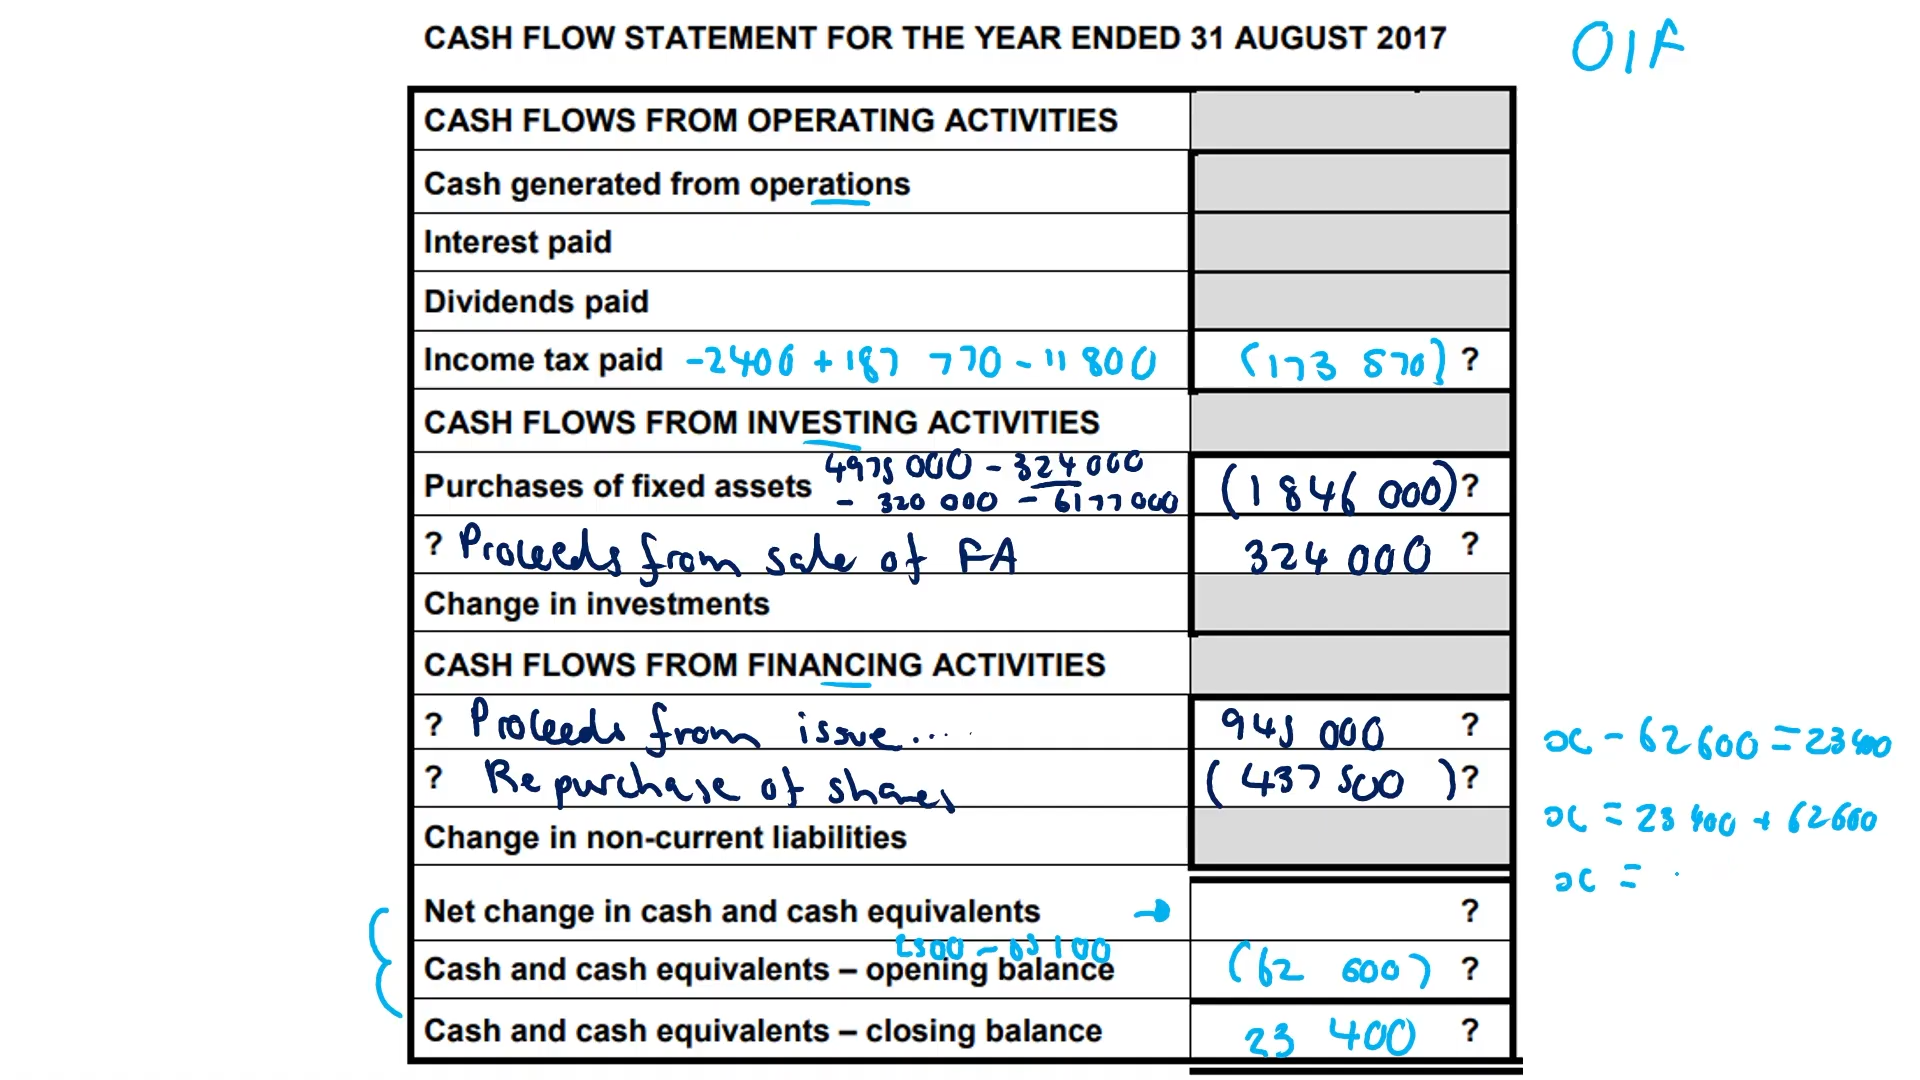 CASH FLOW STATEMENT FOR THE YEAR ENDED 31 AUGUST 2017
OIF
CASH FLOWS FROM OPERATING ACTIVITIES
Cash generated from operations
Interest paid
Dividends paid
Income tax paid -2400 + 187 770 - 11 800 (173 570) ?
CASH FLOWS FROM INVESTING ACTIVITIES
4975 000 - 324 000
Purchases of fixed assets - 320 000 - 6177 000 (1 846 000) ?
? Proceeds from sale of FA 324 000 ?
Change in investments
CASH FLOWS FROM FINANCING ACTIVITIES
? Proceeds from issue.... 945 000 ?
? Repurchase of shares (437 500) ?
Change in non-current liabilities
Net change in cash and cash equivalents → ?
2500 - 65 100
Cash and cash equivalents – opening balance (62 600) ?
Cash and cash equivalents – closing balance 23 400 ?
x - 62 600 = 23 400
x = 23 400 + 62 600
x = .